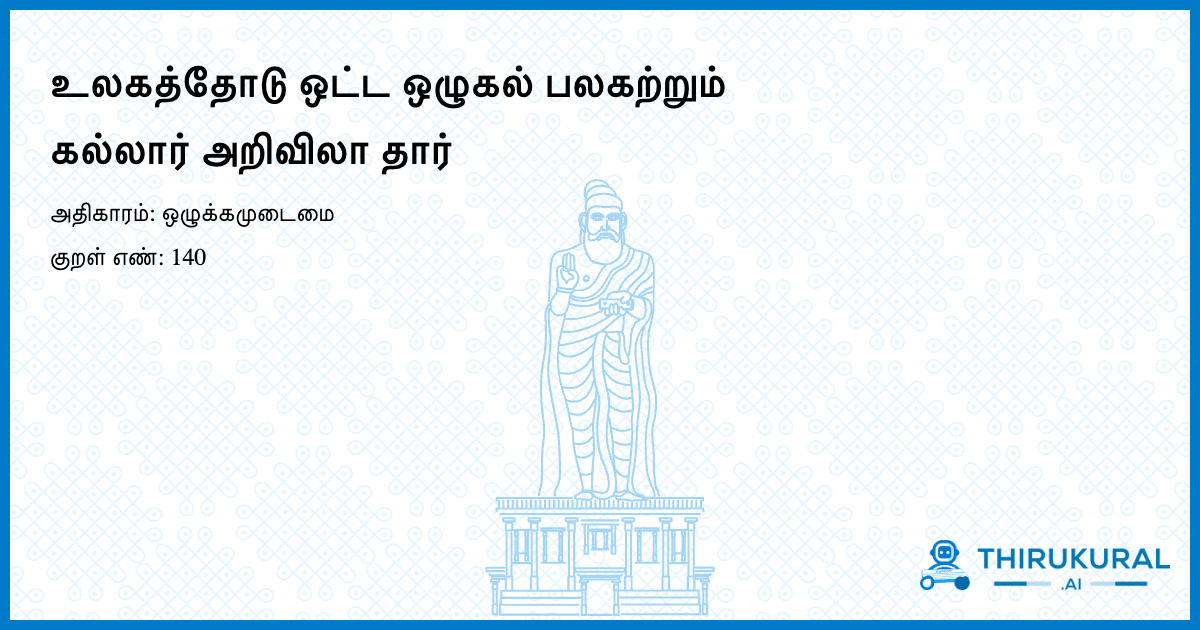 உலகத்தோடு ஒட்ட ஒழுகல் பலகற்றும்
கல்லார் அறிவிலா தார்
அதிகாரம்: ஒழுக்கமுடைமை
குறள் எண்: 140
THIRUKURAL
.AI